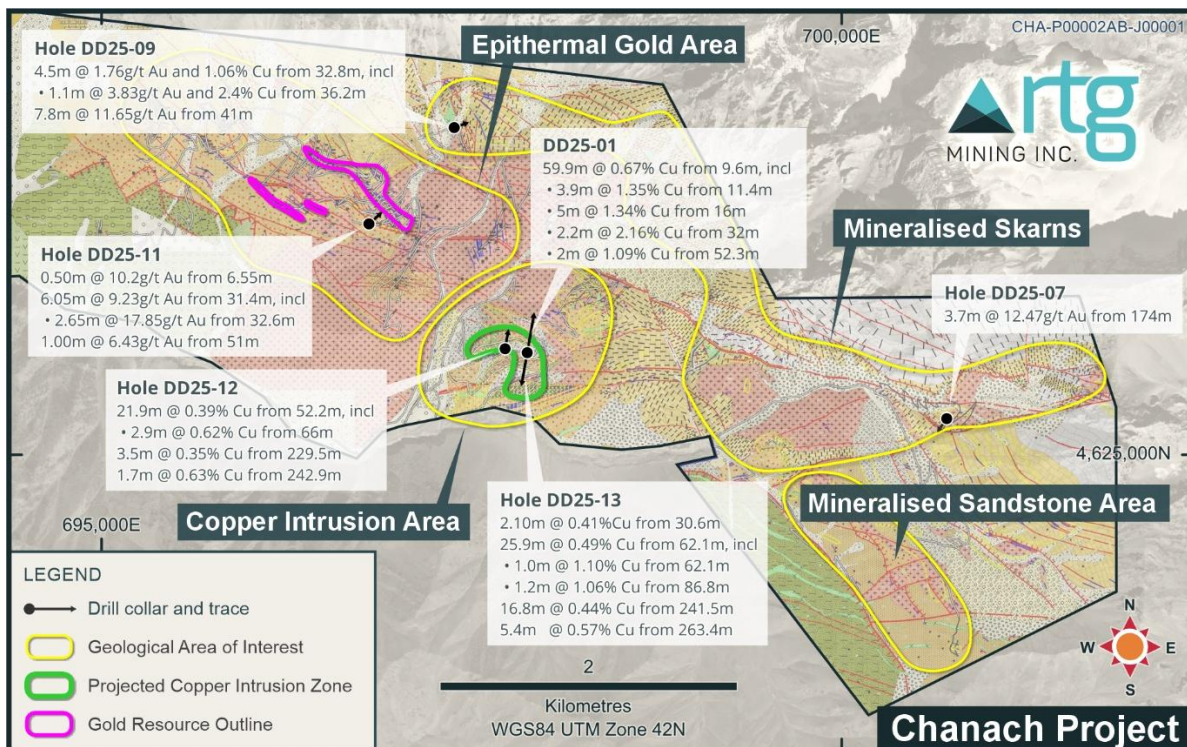 CHA-P00002AB-J00001
700,000E
Hole DD25-09
4.5m @ 1.76g/t Au and 1.06% Cu from 32.8m, incl
• 1.1m @ 3.83g/t Au and 2.4% Cu from 36.2m
7.8m @ 11.65g/t Au from 41m
Epithermal Gold Area
rtg
MINING INC.
DD25-01
59.9m @ 0.67% Cu from 9.6m, incl
• 3.9m @ 1.35% Cu from 11.4m
• 5m @ 1.34% Cu from 16m
• 2.2m @ 2.16% Cu from 32m
• 2m @ 1.09% Cu from 52.3m
Mineralised Skarns
Hole DD25-11
0.50m @ 10.2g/t Au from 6.55m
6.05m @ 9.23g/t Au from 31.4m, incl
• 2.65m @ 17.85g/t Au from 32.6m
1.00m @ 6.43g/t Au from 51m
Hole DD25-07
3.7m @ 12.47g/t Au from 174m
Hole DD25-12
21.9m @ 0.39% Cu from 52.2m, incl
• 2.9m @ 0.62% Cu from 66m
3.5m @ 0.35% Cu from 229.5m
1.7m @ 0.63% Cu from 242.9m
4,625,000N
Hole DD25-13
2.10m @ 0.41%Cu from 30.6m
25.9m @ 0.49% Cu from 62.1m, incl
• 1.0m @ 1.10% Cu from 62.1m
• 1.2m @ 1.06% Cu from 86.8m
16.8m @ 0.44% Cu from 241.5m
5.4m @ 0.57% Cu from 263.4m
Mineralised Sandstone Area
695,000E
Copper Intrusion Area
LEGEND
Drill collar and trace
Geological Area of Interest
Projected Copper Intrusion Zone
Gold Resource Outline
2
Kilometres
WGS84 UTM Zone 42N
N
W
E
S
Chanach Project